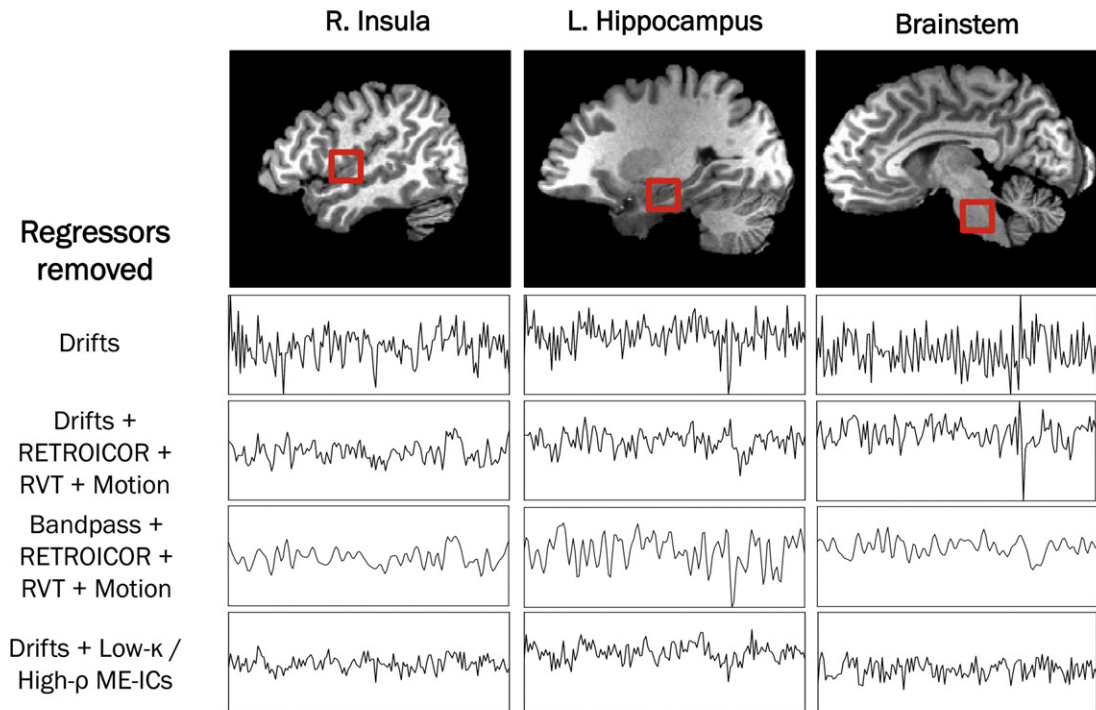 R. Insula
L. Hippocampus
Brainstem
Regressors
removed
Drifts
Drifts +
RETROICOR +
RVT + Motion
Bandpass +
RETROICOR +
RVT + Motion
Drifts + Low-κ /
High-ρ ME-ICs